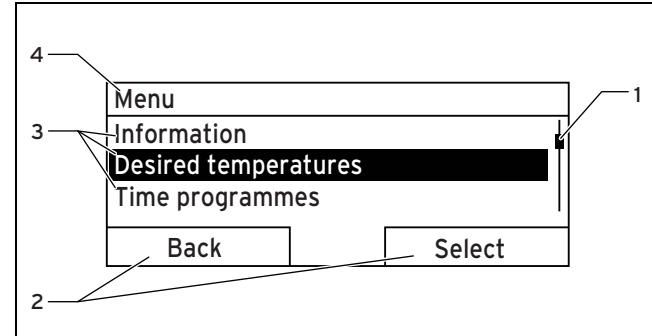 4
Menu
1
3
Information
Desired temperatures
Time programmes
Back Select
2